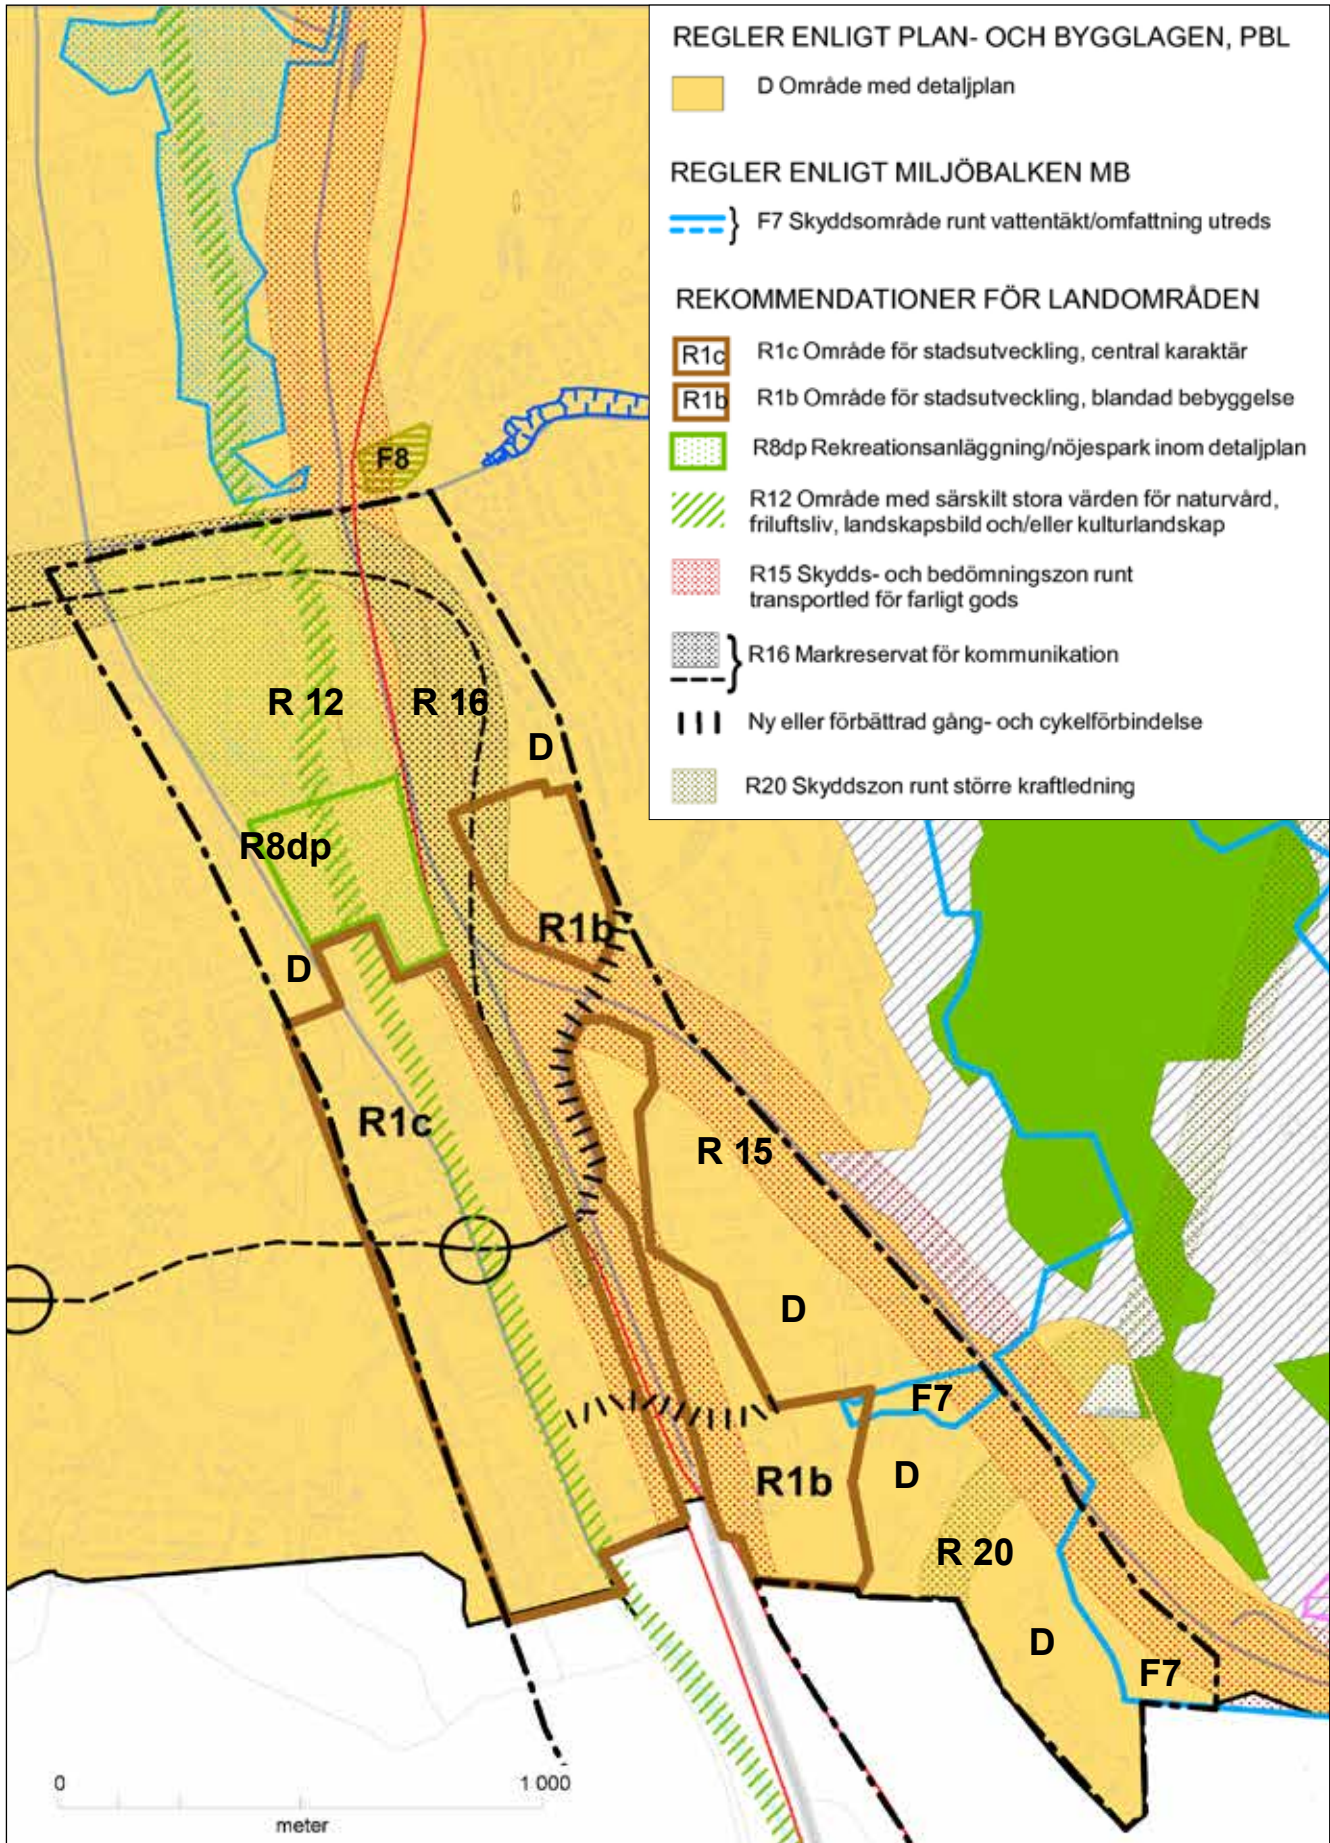 REGLER ENLIGT PLAN- OCH BYGGLAGEN, PBL
D Område med detaljplan
REGLER ENLIGT MILJÖBALKEN MB
F7 Skyddsområde runt vattentäkt/omfattning utreds
REKOMMENDATIONER FÖR LANDOMRÅDEN
R1c R1c Område för stadsutveckling, central karaktär
R1b R1b Område för stadsutveckling, blandad bebyggelse
R8dp Rekreationsanläggning/nöjespark inom detaljplan
R12 Område med särskilt stora värden för naturvård,
friluftsliv, landskapsbild och/eller kulturlandskap
R15 Skydds- och bedömningszon runt
transportled för farligt gods
R16 Markreservat för kommunikation
Ny eller förbättrad gång- och cykelförbindelse
R20 Skyddszon runt större kraftledning
F8
R 12
R 16
D
R8dp
R1b
D
R1c
R 15
D
F7
R1b
D
R 20
D
F7
0
1 000
meter